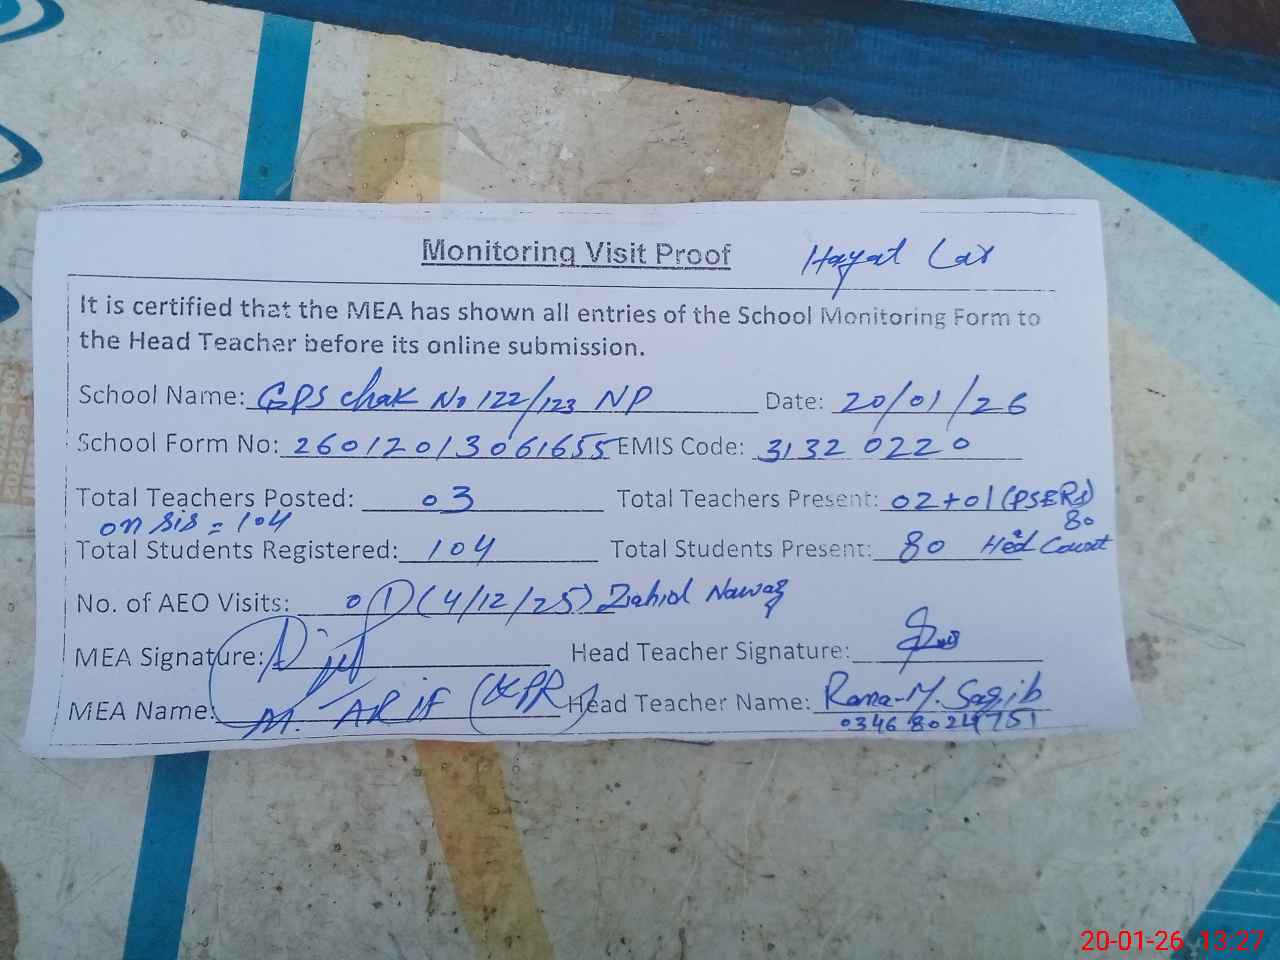 Monitoring Visit Proof Hayat Lar
It is certified that the MEA has shown all entries of the School Monitoring Form to
the Head Teacher before its online submission.
School Name: GPS chak No 122/123 NP Date: 20/01/26
School Form No: 26012013061655 EMIS Code: 31320220
Total Teachers Posted: 03 Total Teachers Present: 02+01 (PSERs)
on sis = 104 80
Total Students Registered: 104 Total Students Present: 80 Hed Count
No. of AEO Visits: 01 (4/12/25) Zahid Nawaz
MEA Signature: Head Teacher Signature:
MEA Name: M. ARIF Head Teacher Name: Rana M. Saqib
0346 8024751
20-01-26 13:27